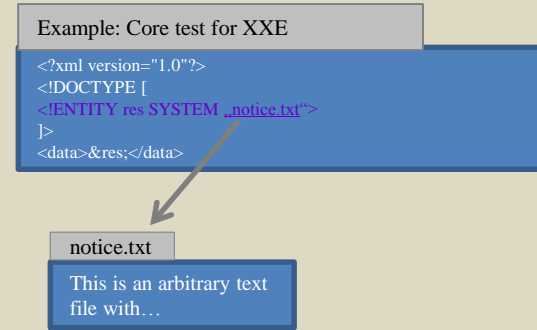 Example: Core test for XXE
<?xml version="1.0"?>
<!DOCTYPE [
<!ENTITY res SYSTEM „notice.txt“>
]>
<data>&res;</data>
notice.txt
This is an arbitrary text
file with…